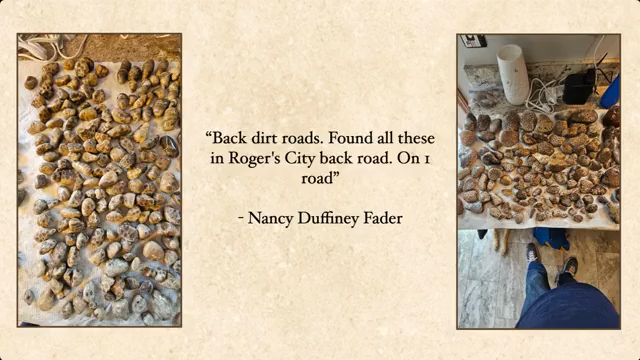 “Back dirt roads. Found all these
in Roger's City back road. On 1
road”
- Nancy Duffiney Fader